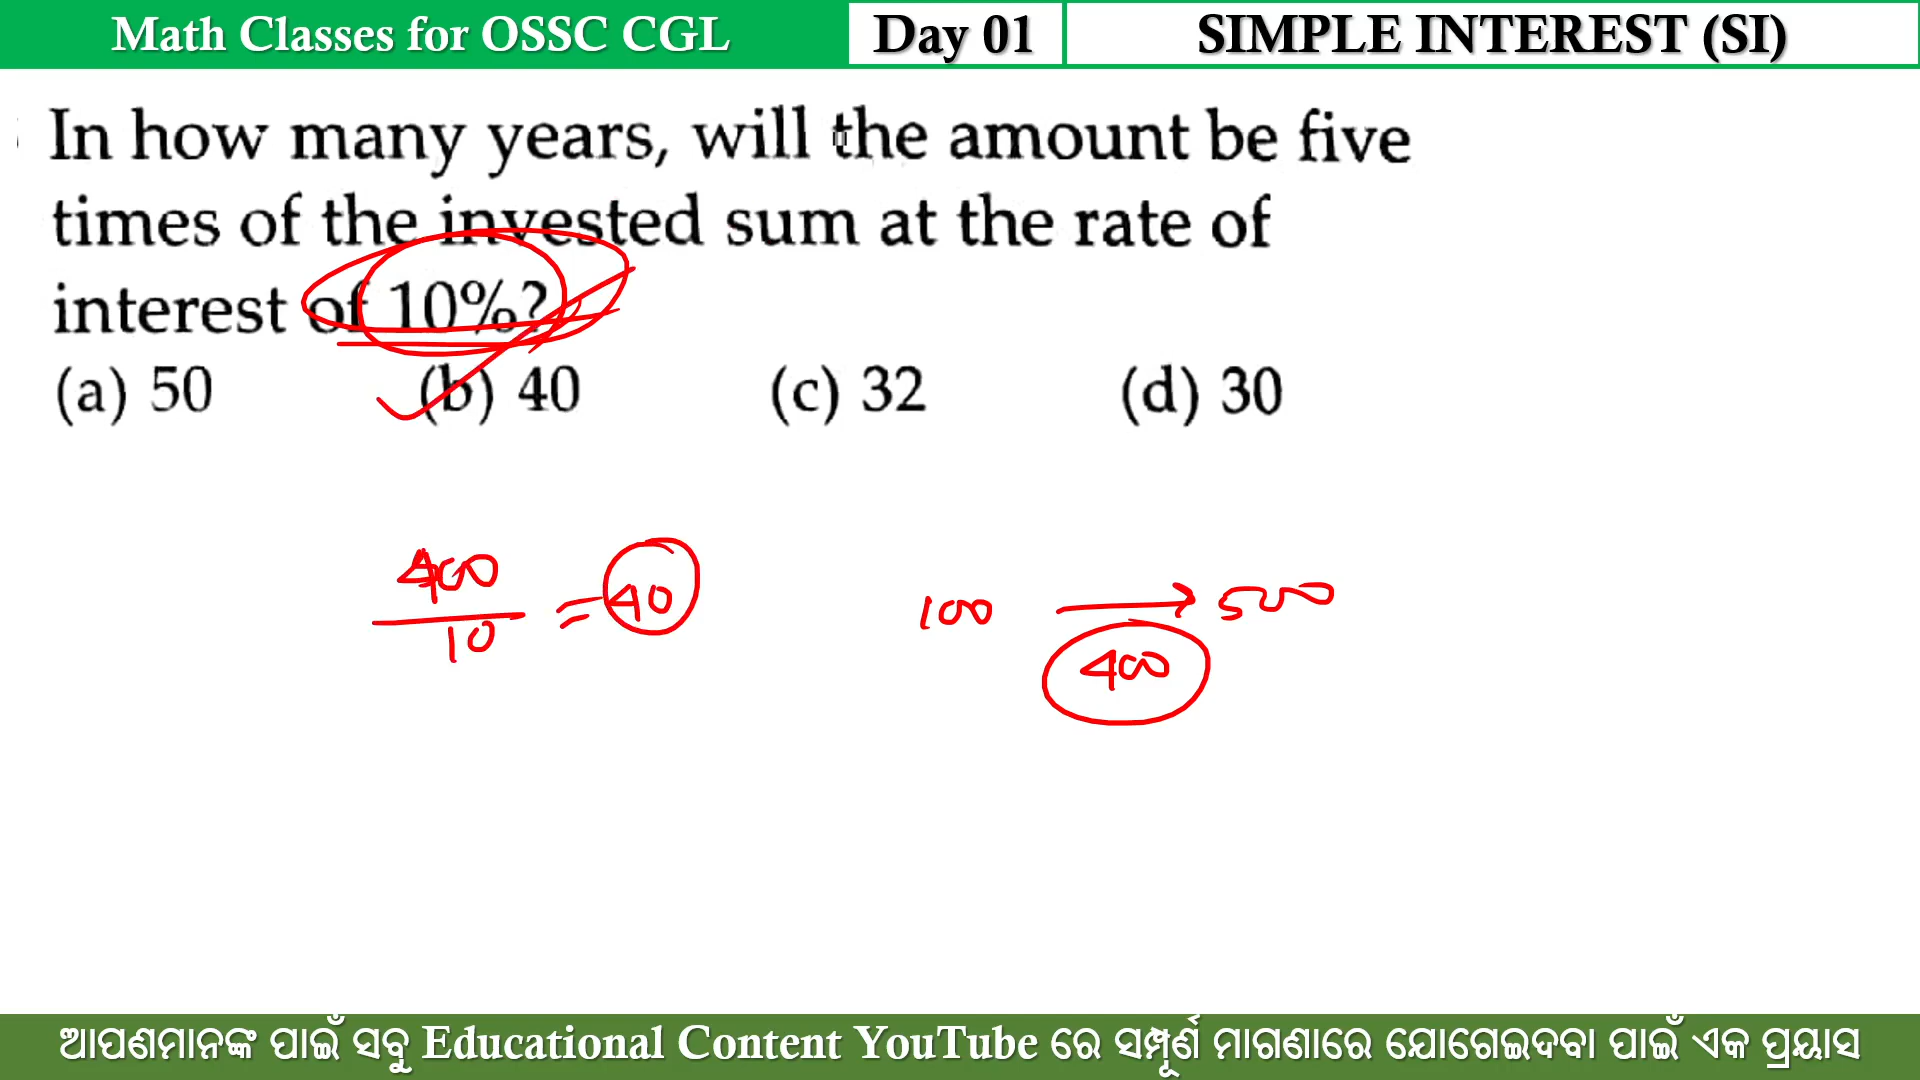 Math Classes for OSSC CGL
Day 01
SIMPLE INTEREST (SI)
In how many years, will the amount be five
times of the invested sum at the rate of
interest of 10%?
(a) 50 (b) 40 (c) 32 (d) 30
400
10
= 40
100 → 500
400
ଆପଣମାନଙ୍କ ପାଇଁ ସବୁ Educational Content YouTube ରେ ସମ୍ପୂର୍ଣ ମାଗଣାରେ ଯୋଗେଇଦବା ପାଇଁ ଏକ ପ୍ରୟାସ